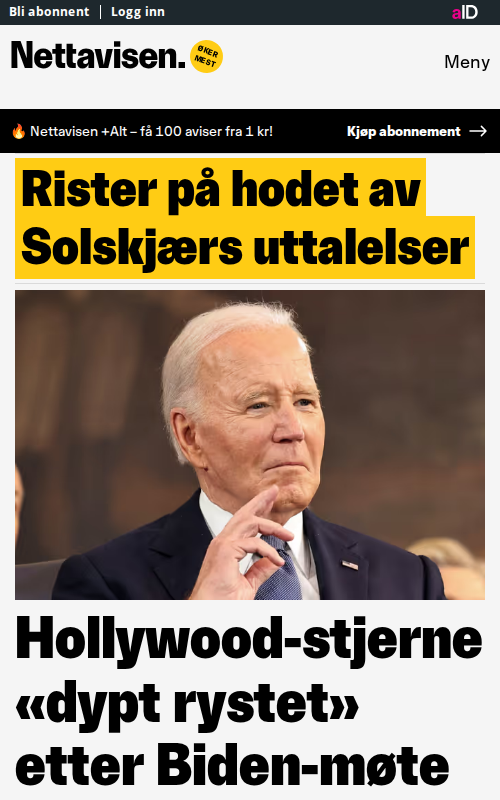 Bli abonnent | Logg inn
aID
Nettavisen.
ØKER
MEST
Meny
🔥 Nettavisen +Alt – få 100 aviser fra 1 kr!
Kjøp abonnement →
Rister på hodet av
Solskjærs uttalelser
Hollywood-stjerne
«dypt rystet»
etter Biden-møte